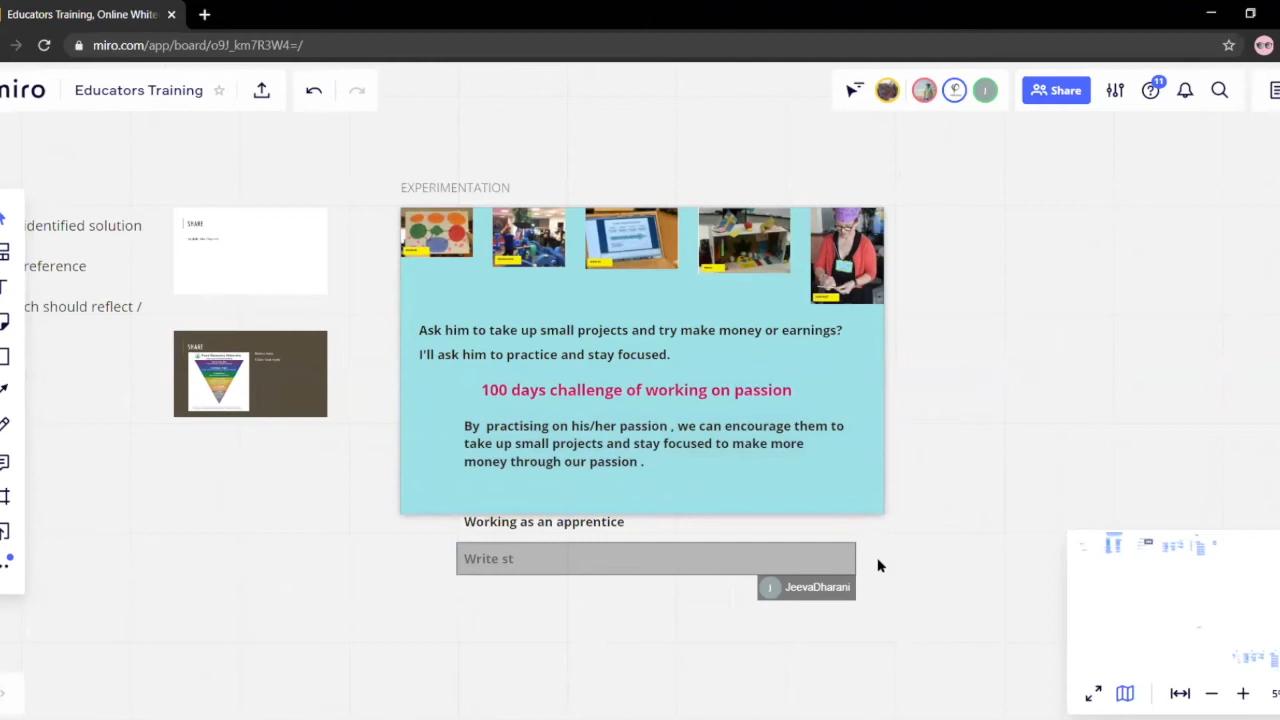 Educators Training, Online White
miro.com/app/board/o9J_km7R3W4=/
miro
Educators Training
Share
11
EXPERIMENTATION
identified solution
reference
ch should reflect /
SHARE
SHARE
Ask him to take up small projects and try make money or earnings?
I'll ask him to practice and stay focused.
100 days challenge of working on passion
By practising on his/her passion , we can encourage them to
take up small projects and stay focused to make more
money through our passion .
Working as an apprentice
Write st
J JeevaDharani